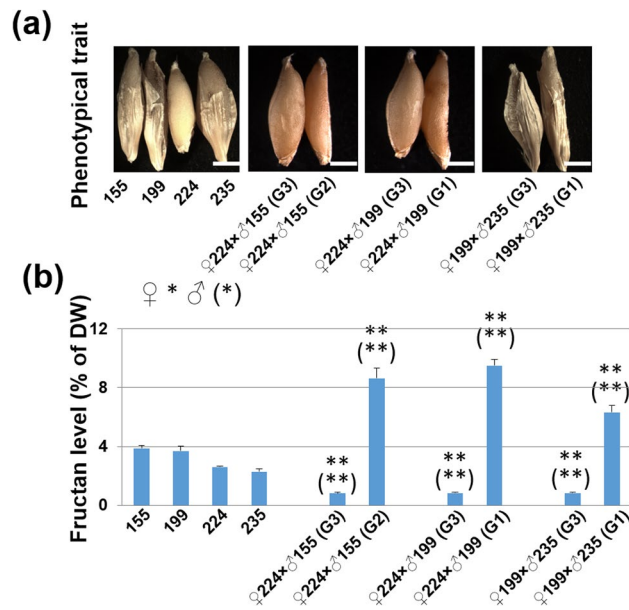 (a)
Phenotypical trait
155
199
224
235
♀224×♂155 (G3)
♀224×♂155 (G2)
♀224×♂199 (G3)
♀224×♂199 (G1)
♀199×♂235 (G3)
♀199×♂235 (G1)
(b)
♀ * ♂ (*)
Fructan level (% of DW)
12
8
4
0
**
(**)
**
(**)
**
(**)
**
(**)
**
(**)
**
(**)
155
199
224
235
♀224×♂155 (G3)
♀224×♂155 (G2)
♀224×♂199 (G3)
♀224×♂199 (G1)
♀199×♂235 (G3)
♀199×♂235 (G1)